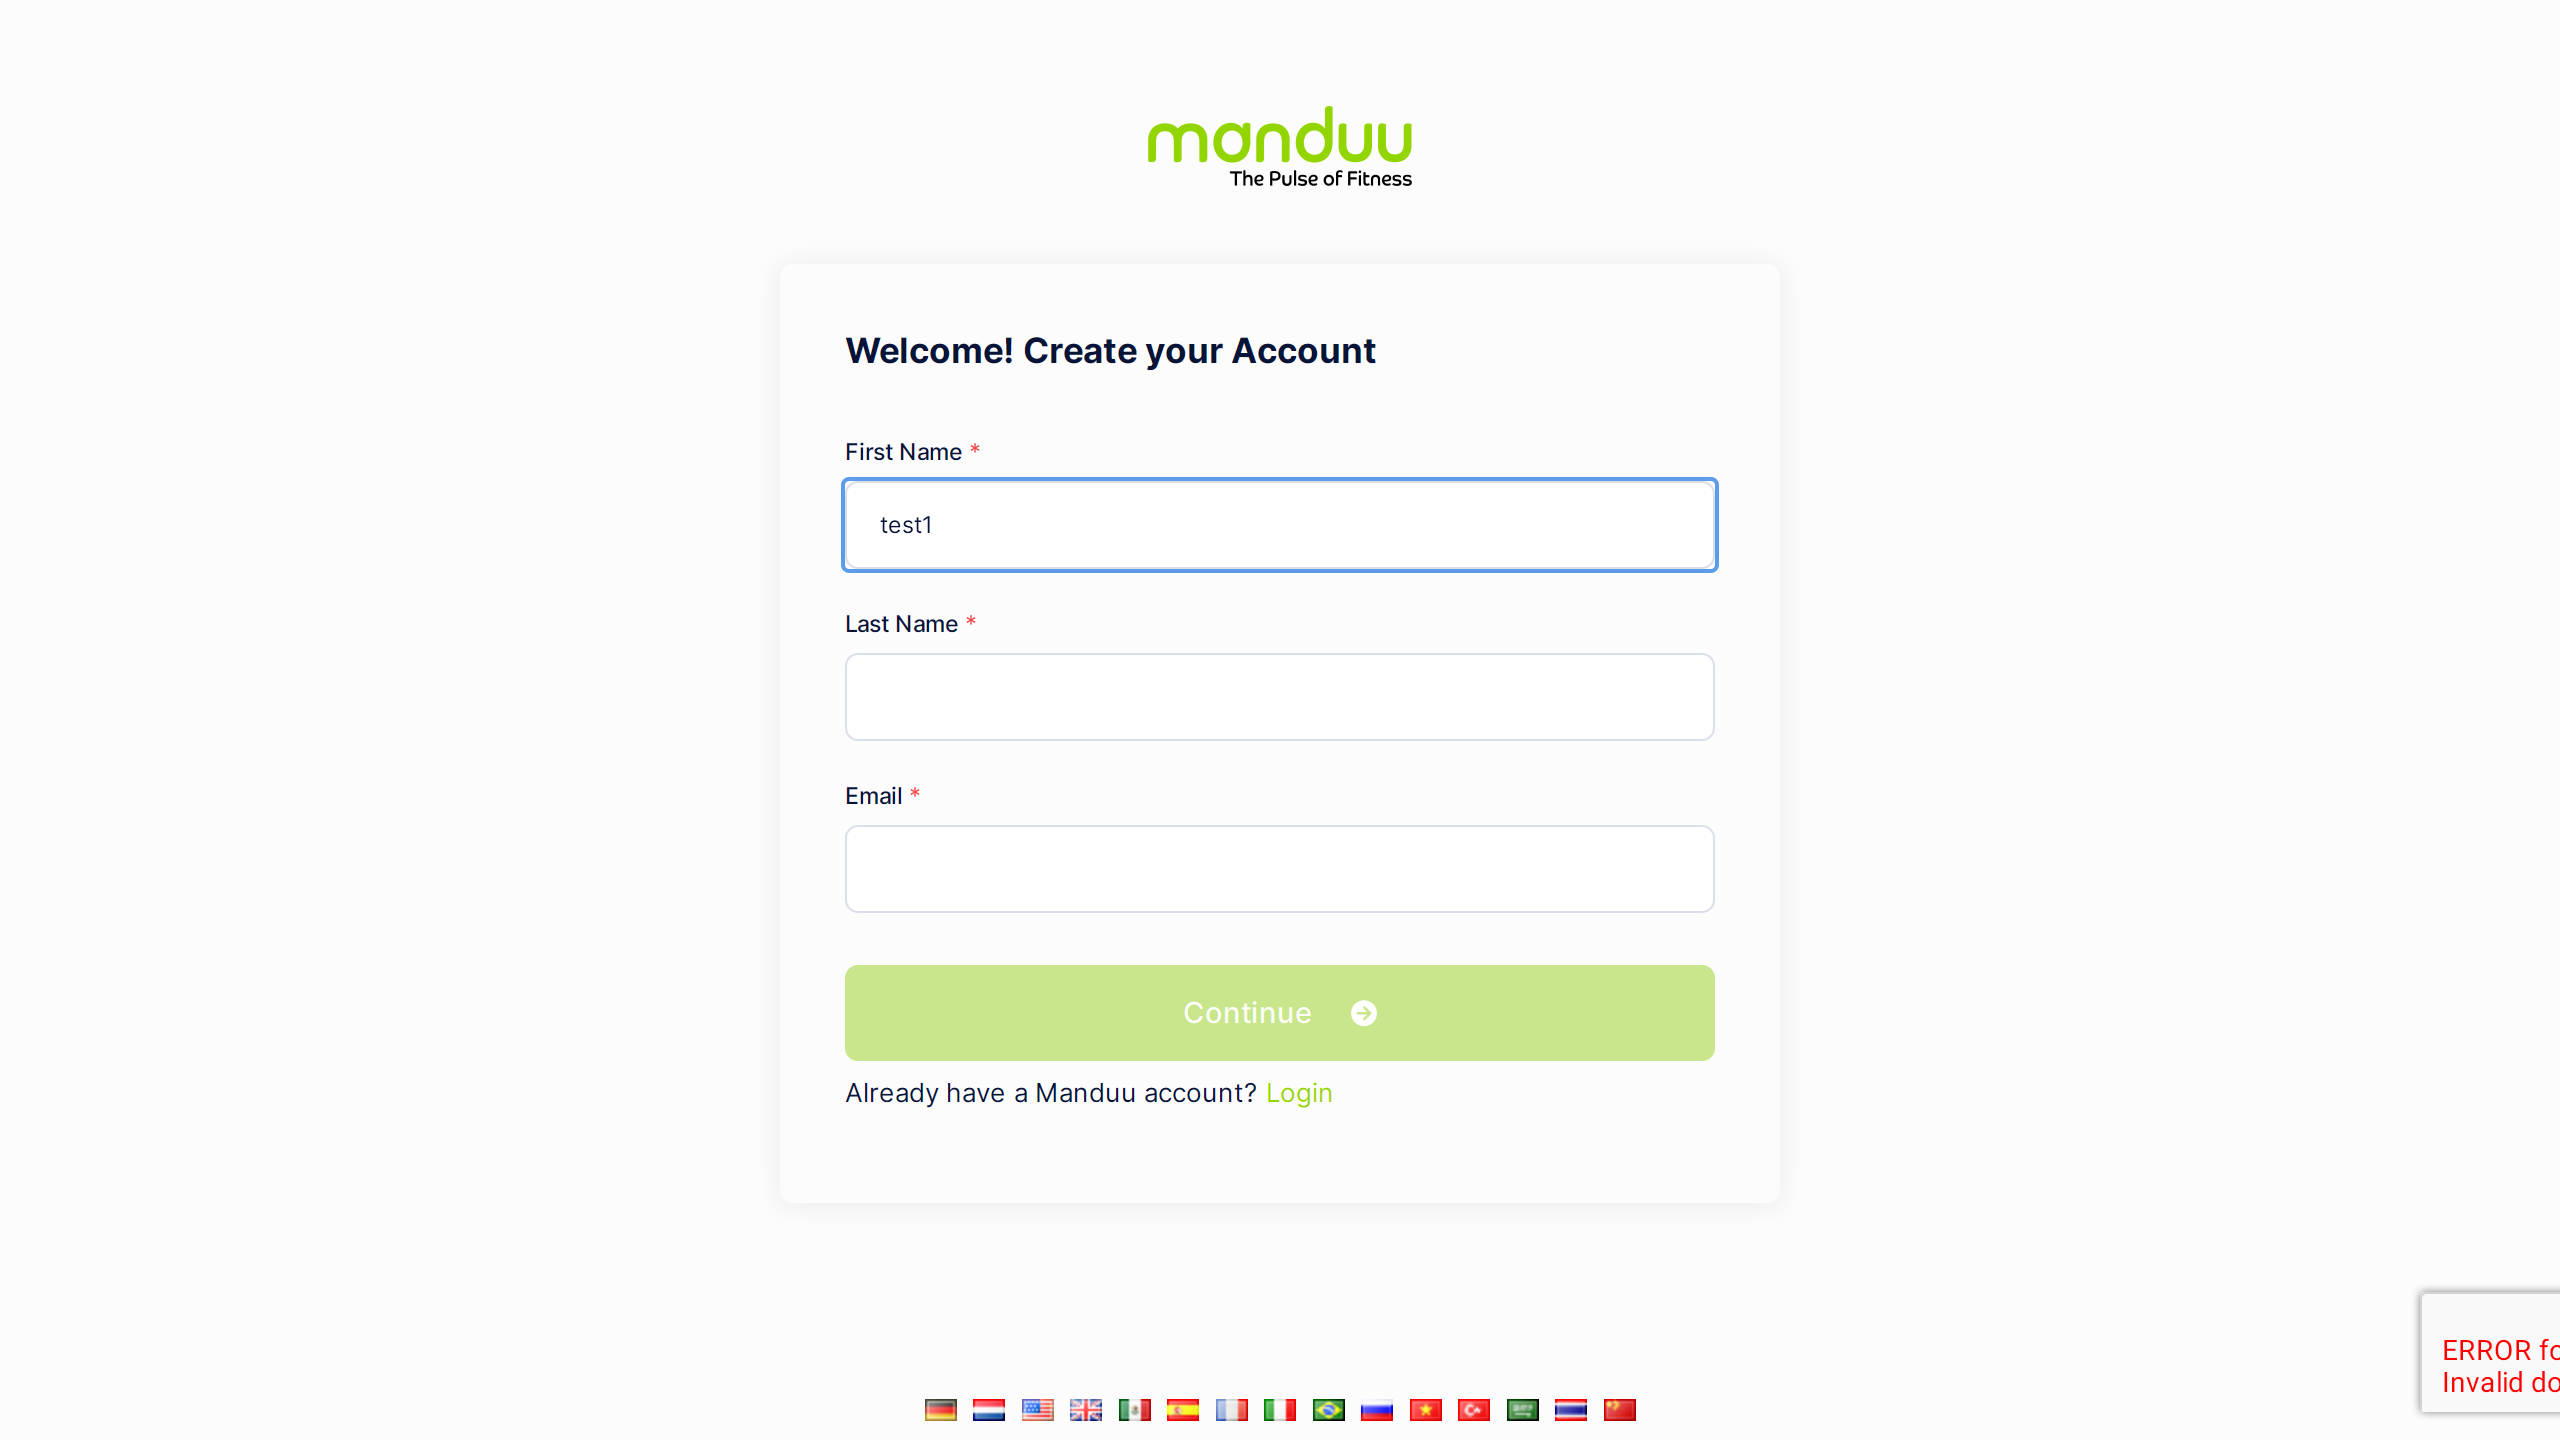 manduu
The Pulse of Fitness
Welcome! Create your Account
First Name *
test1
Last Name *
Email *
Continue
Already have a Manduu account? Login
ERROR fo
Invalid do